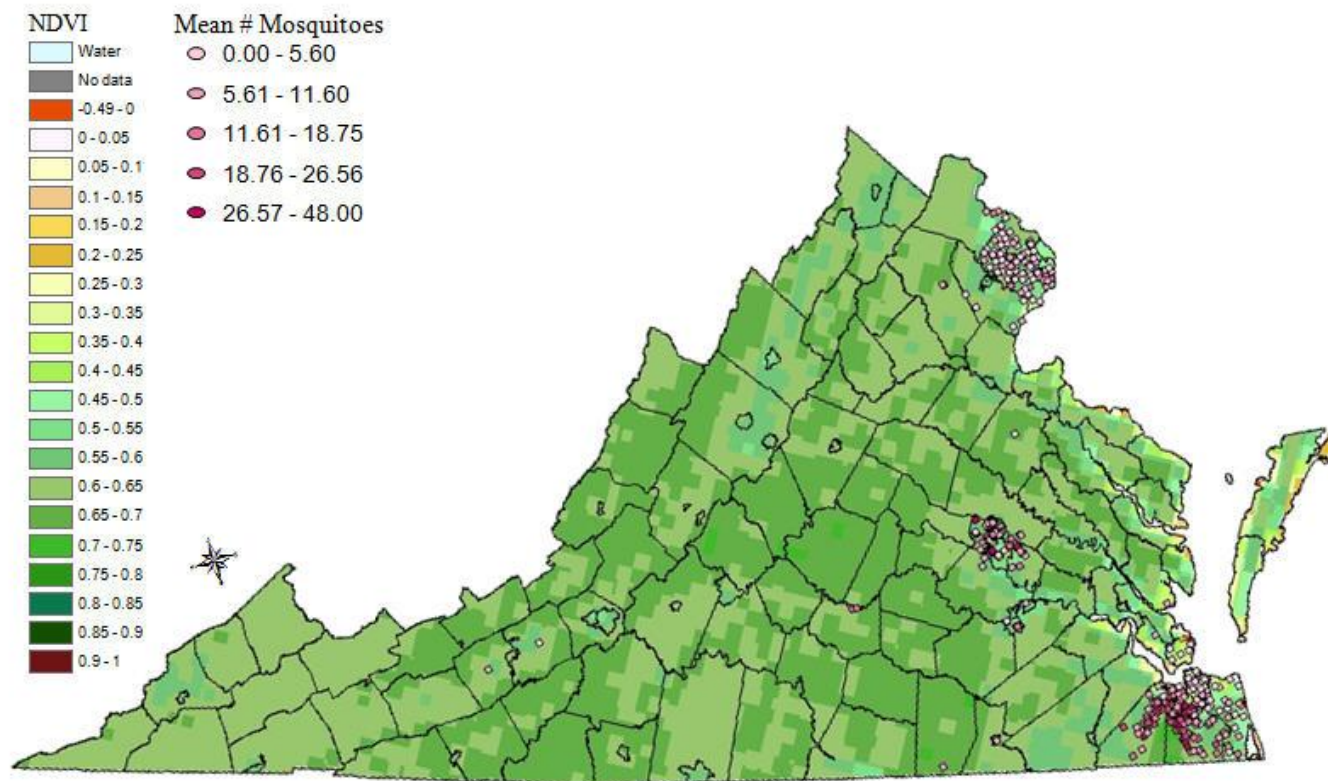 NDVI
Water
No data
-0.49 - 0
0 - 0.05
0.05 - 0.1
0.1 - 0.15
0.15 - 0.2
0.2 - 0.25
0.25 - 0.3
0.3 - 0.35
0.35 - 0.4
0.4 - 0.45
0.45 - 0.5
0.5 - 0.55
0.55 - 0.6
0.6 - 0.65
0.65 - 0.7
0.7 - 0.75
0.75 - 0.8
0.8 - 0.85
0.85 - 0.9
0.9 - 1
Mean # Mosquitoes
0.00 - 5.60
5.61 - 11.60
11.61 - 18.75
18.76 - 26.56
26.57 - 48.00